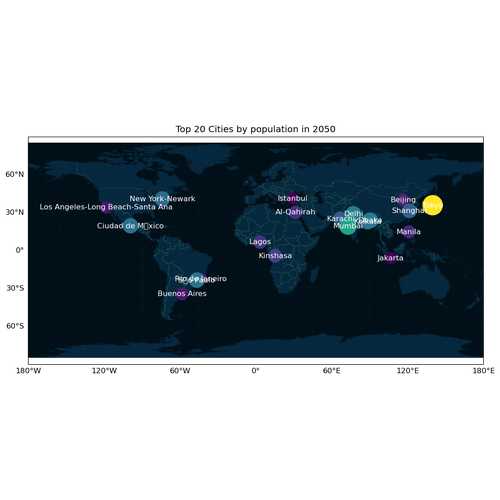 Top 20 Cities by population in 2050
60°N
30°N
0°
30°S
60°S
180°W
120°W
60°W
0°
60°E
120°E
180°E
New York-Newark
Los Angeles-Long Beach-Santa Ana
Ciudad de M□xico
Istanbul
Al-Qahirah
Lagos
Kinshasa
Rio de Janeiro
Buenos Aires
Beijing
Tokyo
Shanghai
Delhi
Karachi
Dhaka
Kolkata
Mumbai
Manila
Jakarta